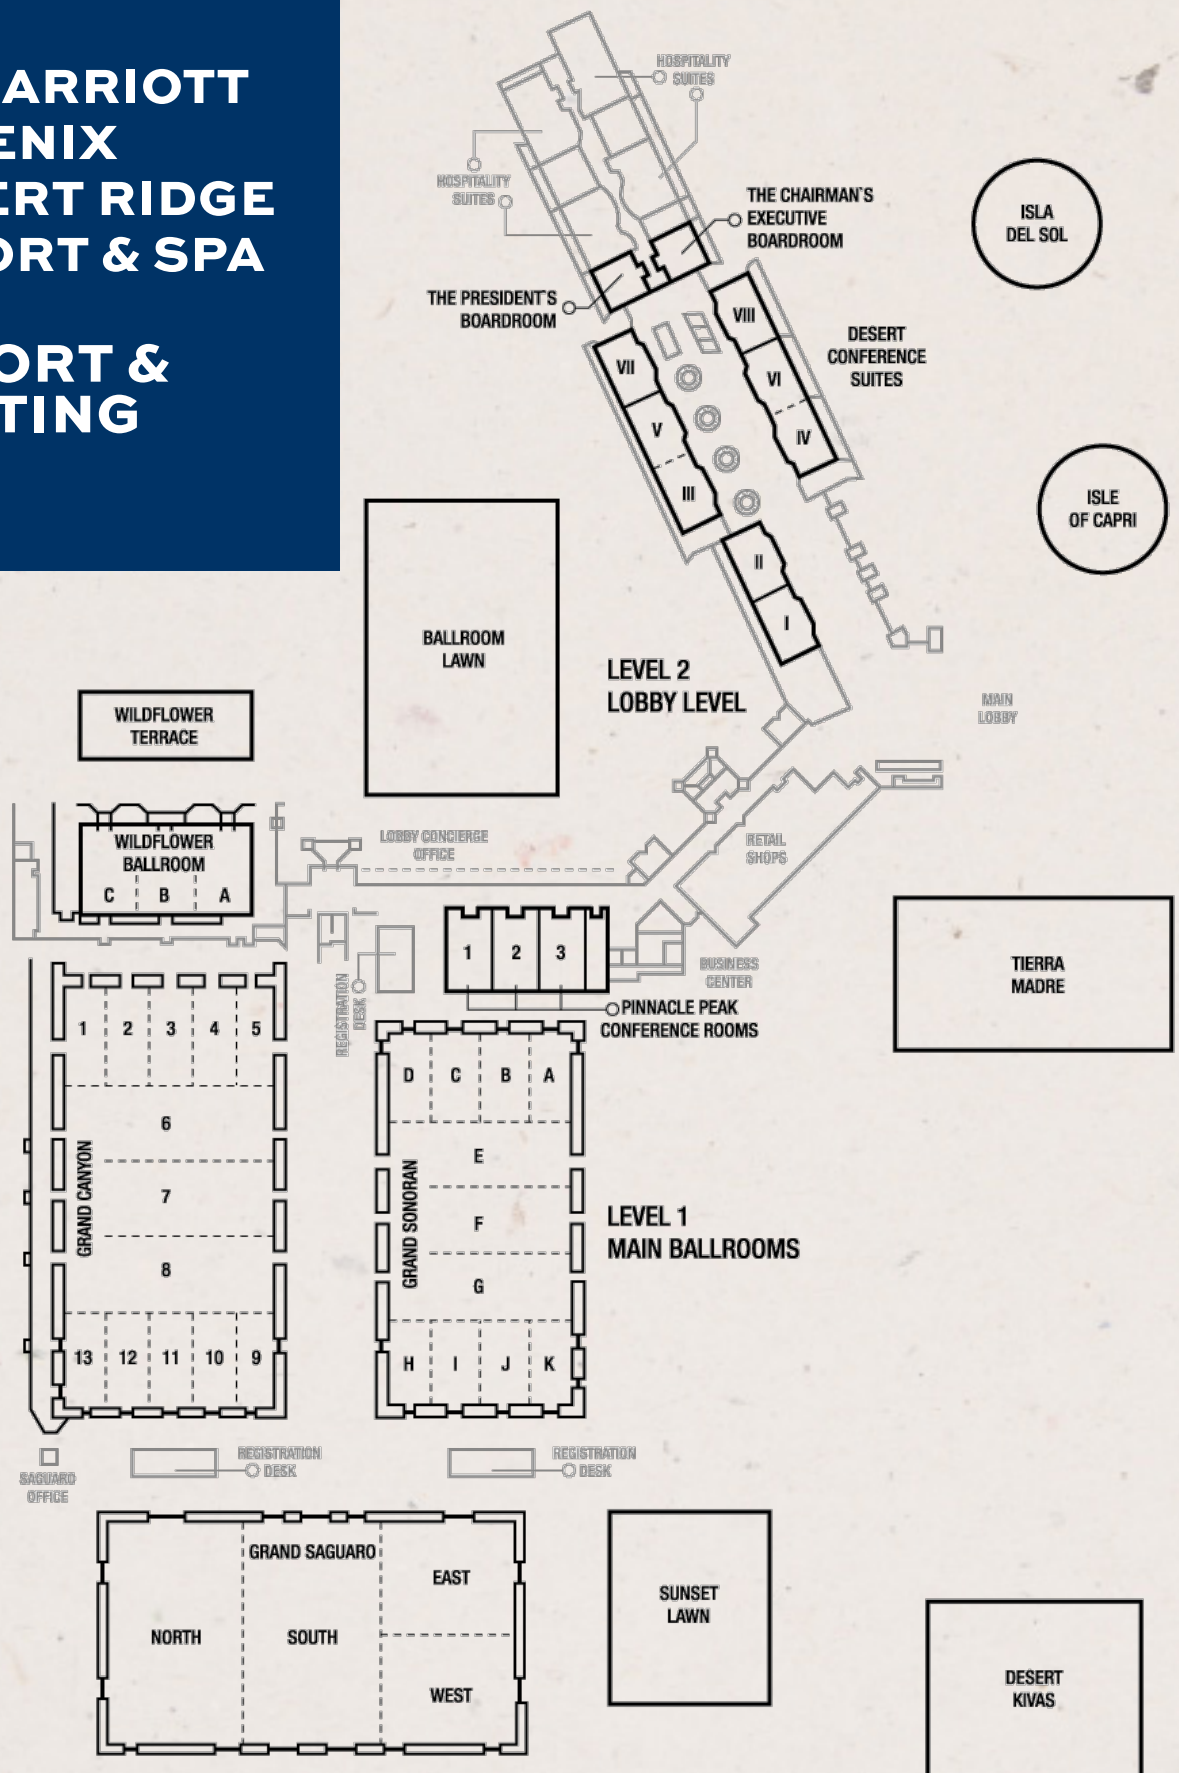 ARRIOTT
ENIX
ERT RIDGE
ORT & SPA
ORT &
TING
HOSPITALITY
SUITES
HOSPITALITY
SUITES
THE CHAIRMAN'S
EXECUTIVE
BOARDROOM
THE PRESIDENT'S
BOARDROOM
ISLA
DEL SOL
VIII
VII
VI
V
IV
III
II
I
DESERT
CONFERENCE
SUITES
ISLE
OF CAPRI
BALLROOM
LAWN
LEVEL 2
LOBBY LEVEL
MAIN
LOBBY
WILDFLOWER
TERRACE
WILDFLOWER
BALLROOM
C B A
LOBBY CONCIERGE
OFFICE
RETAIL
SHOPS
1 2 3
BUSINESS
CENTER
REGISTRATION
DESK
PINNACLE PEAK
CONFERENCE ROOMS
TIERRA
MADRE
1 2 3 4 5
6
7
8
GRAND CANYON
13 12 11 10 9
D C B A
E
F
G
GRAND SONORAN
H I J K
LEVEL 1
MAIN BALLROOMS
SAGUARO
OFFICE
REGISTRATION
DESK
REGISTRATION
DESK
GRAND SAGUARO
EAST
NORTH
SOUTH
WEST
SUNSET
LAWN
DESERT
KIVAS